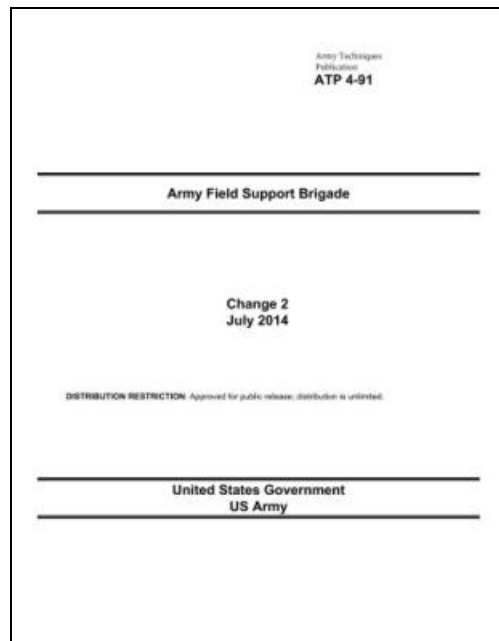 Army Techniques
Publication
ATP 4-91
Army Field Support Brigade
Change 2
July 2014
DISTRIBUTION RESTRICTION: Approved for public release; distribution is unlimited.
United States Government
US Army